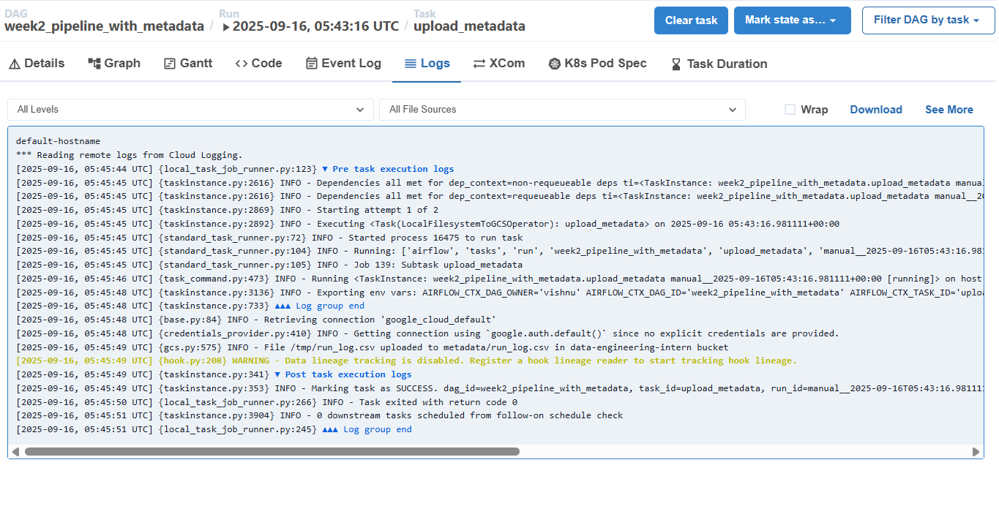 DAG Run Task
week2_pipeline_with_metadata / 2025-09-16, 05:43:16 UTC / upload_metadata
Clear task Mark state as… Filter DAG by task
Details Graph Gantt Code Event Log Logs XCom K8s Pod Spec Task Duration
All Levels All File Sources Wrap Download See More
default-hostname
*** Reading remote logs from Cloud Logging.
[2025-09-16, 05:45:44 UTC] {local_task_job_runner.py:123} ▼ Pre task execution logs
[2025-09-16, 05:45:45 UTC] {taskinstance.py:2616} INFO - Dependencies all met for dep_context=non-requeueable deps ti=<TaskInstance: week2_pipeline_with_metadata.upload_metadata manual
[2025-09-16, 05:45:45 UTC] {taskinstance.py:2616} INFO - Dependencies all met for dep_context=requeueable deps ti=<TaskInstance: week2_pipeline_with_metadata.upload_metadata manual__20
[2025-09-16, 05:45:45 UTC] {taskinstance.py:2869} INFO - Starting attempt 1 of 2
[2025-09-16, 05:45:45 UTC] {taskinstance.py:2892} INFO - Executing <Task(LocalFilesystemToGCSOperator): upload_metadata> on 2025-09-16 05:43:16.981111+00:00
[2025-09-16, 05:45:45 UTC] {standard_task_runner.py:72} INFO - Started process 16475 to run task
[2025-09-16, 05:45:45 UTC] {standard_task_runner.py:104} INFO - Running: ['airflow', 'tasks', 'run', 'week2_pipeline_with_metadata', 'upload_metadata', 'manual__2025-09-16T05:43:16.981
[2025-09-16, 05:45:45 UTC] {standard_task_runner.py:105} INFO - Job 139: Subtask upload_metadata
[2025-09-16, 05:45:46 UTC] {task_command.py:473} INFO - Running <TaskInstance: week2_pipeline_with_metadata.upload_metadata manual__2025-09-16T05:43:16.981111+00:00 [running]> on host
[2025-09-16, 05:45:48 UTC] {taskinstance.py:3136} INFO - Exporting env vars: AIRFLOW_CTX_DAG_OWNER='vishnu' AIRFLOW_CTX_DAG_ID='week2_pipeline_with_metadata' AIRFLOW_CTX_TASK_ID='uploa
[2025-09-16, 05:45:48 UTC] {taskinstance.py:733} ▲▲▲ Log group end
[2025-09-16, 05:45:48 UTC] {base.py:84} INFO - Retrieving connection 'google_cloud_default'
[2025-09-16, 05:45:48 UTC] {credentials_provider.py:410} INFO - Getting connection using `google.auth.default()` since no explicit credentials are provided.
[2025-09-16, 05:45:49 UTC] {gcs.py:575} INFO - File /tmp/run_log.csv uploaded to metadata/run_log.csv in data-engineering-intern bucket
[2025-09-16, 05:45:49 UTC] {hook.py:208} WARNING - Data lineage tracking is disabled. Register a hook lineage reader to start tracking hook lineage.
[2025-09-16, 05:45:49 UTC] {taskinstance.py:341} ▼ Post task execution logs
[2025-09-16, 05:45:49 UTC] {taskinstance.py:353} INFO - Marking task as SUCCESS. dag_id=week2_pipeline_with_metadata, task_id=upload_metadata, run_id=manual__2025-09-16T05:43:16.981111
[2025-09-16, 05:45:50 UTC] {local_task_job_runner.py:266} INFO - Task exited with return code 0
[2025-09-16, 05:45:51 UTC] {taskinstance.py:3904} INFO - 0 downstream tasks scheduled from follow-on schedule check
[2025-09-16, 05:45:51 UTC] {local_task_job_runner.py:245} ▲▲▲ Log group end